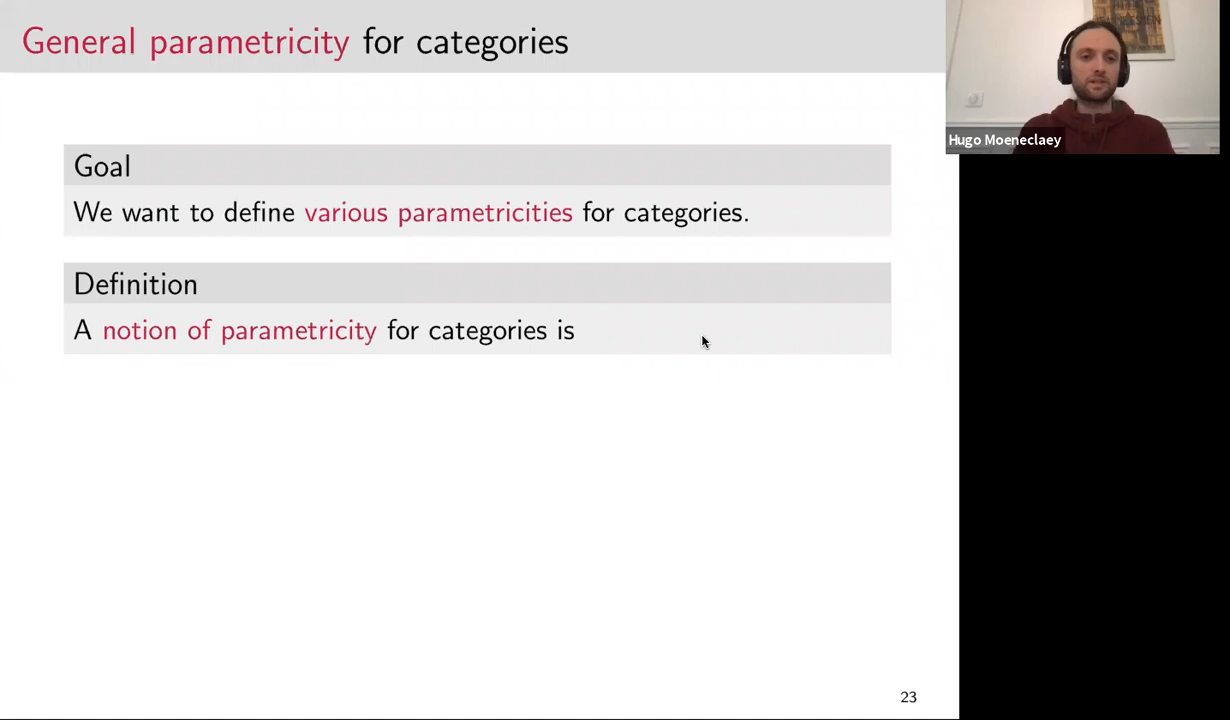 General parametricity for categories
Goal
We want to define various parametricities for categories.
Definition
A notion of parametricity for categories is
23
Hugo Moeneclaey